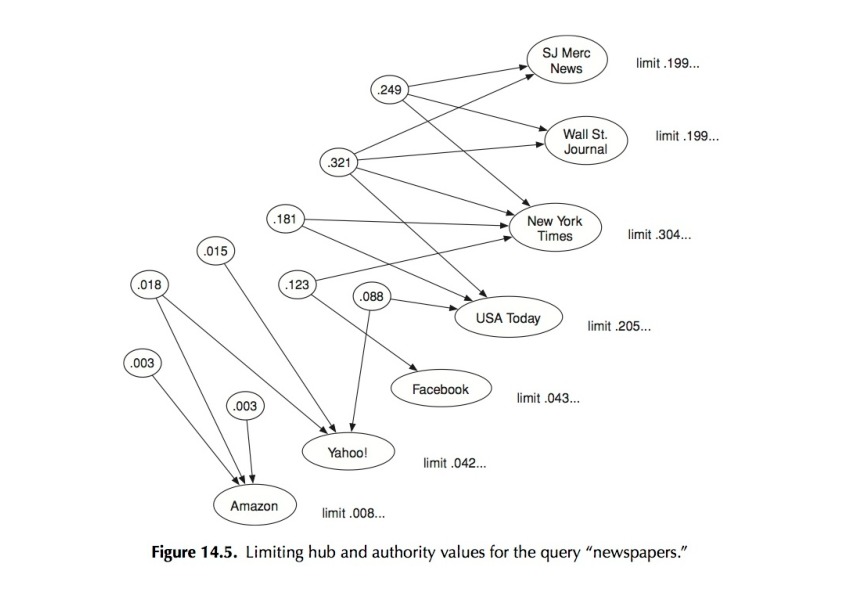 SJ Merc
News
limit .199...
.249
Wall St.
Journal
limit .199...
.321
.181
New York
Times
limit .304...
.015
.018
.123
.088
USA Today
limit .205...
.003
Facebook
limit .043...
.003
Yahoo!
limit .042...
Amazon
limit .008...
Figure 14.5. Limiting hub and authority values for the query “newspapers.”